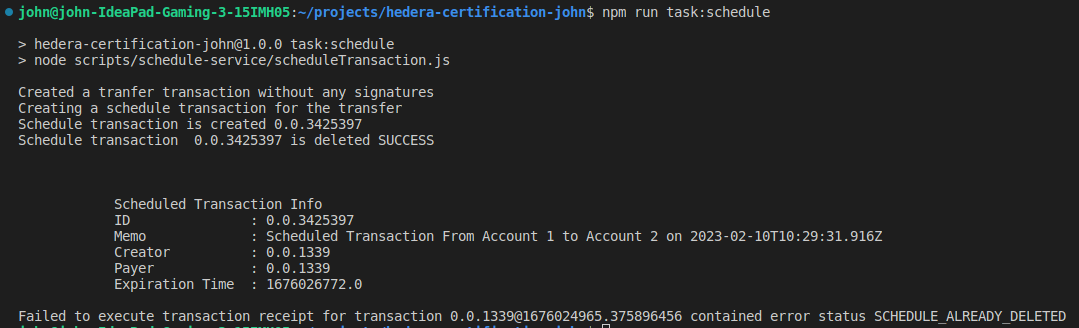 john@john-IdeaPad-Gaming-3-15IMH05:~/projects/hedera-certification-john$ npm run task:schedule
> hedera-certification-john@1.0.0 task:schedule
> node scripts/schedule-service/scheduleTransaction.js
Created a tranfer transaction without any signatures
Creating a schedule transaction for the transfer
Schedule transaction is created 0.0.3425397
Schedule transaction  0.0.3425397 is deleted SUCCESS
Scheduled Transaction Info
ID : 0.0.3425397
Memo : Scheduled Transaction From Account 1 to Account 2 on 2023-02-10T10:29:31.916Z
Creator : 0.0.1339
Payer : 0.0.1339
Expiration Time : 1676026772.0
Failed to execute transaction receipt for transaction 0.0.1339@1676024965.375896456 contained error status SCHEDULE_ALREADY_DELETED